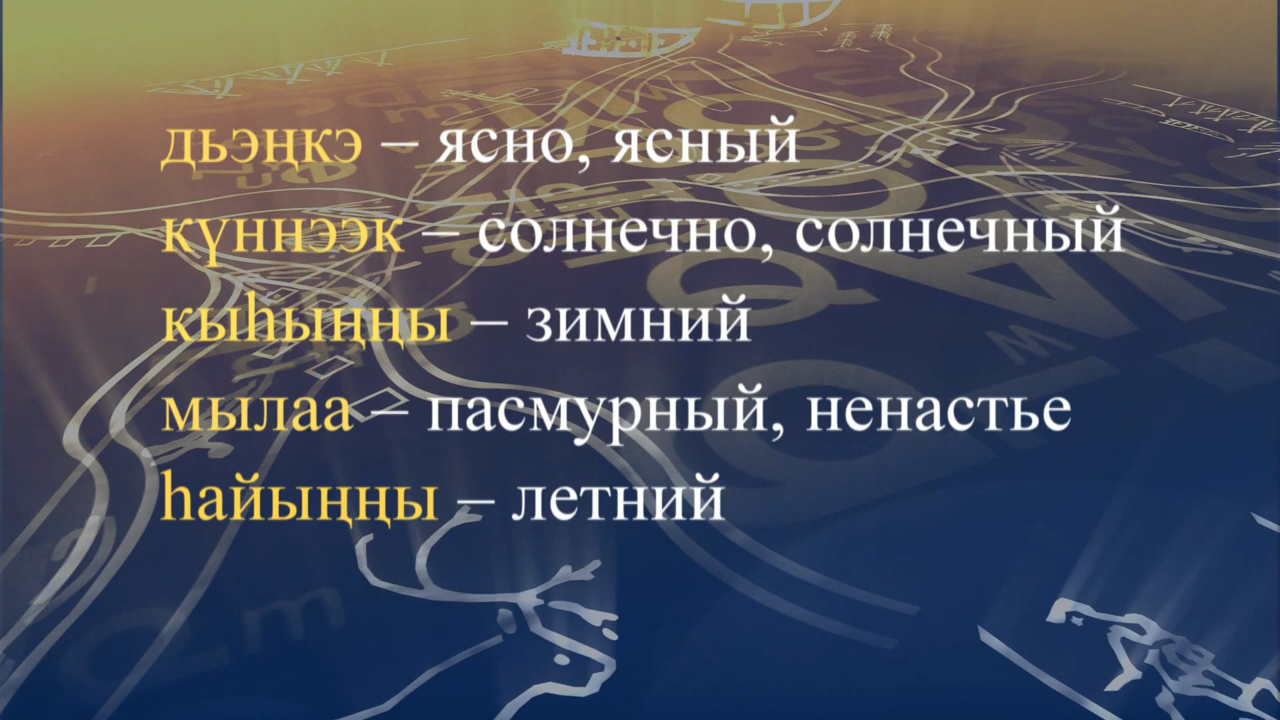 дьэӊкэ – ясно, ясный
күннээк – солнечно, солнечный
кыһыӊӊы – зимний
мылаа – пасмурный, ненастье
һайыӊӊы – летний